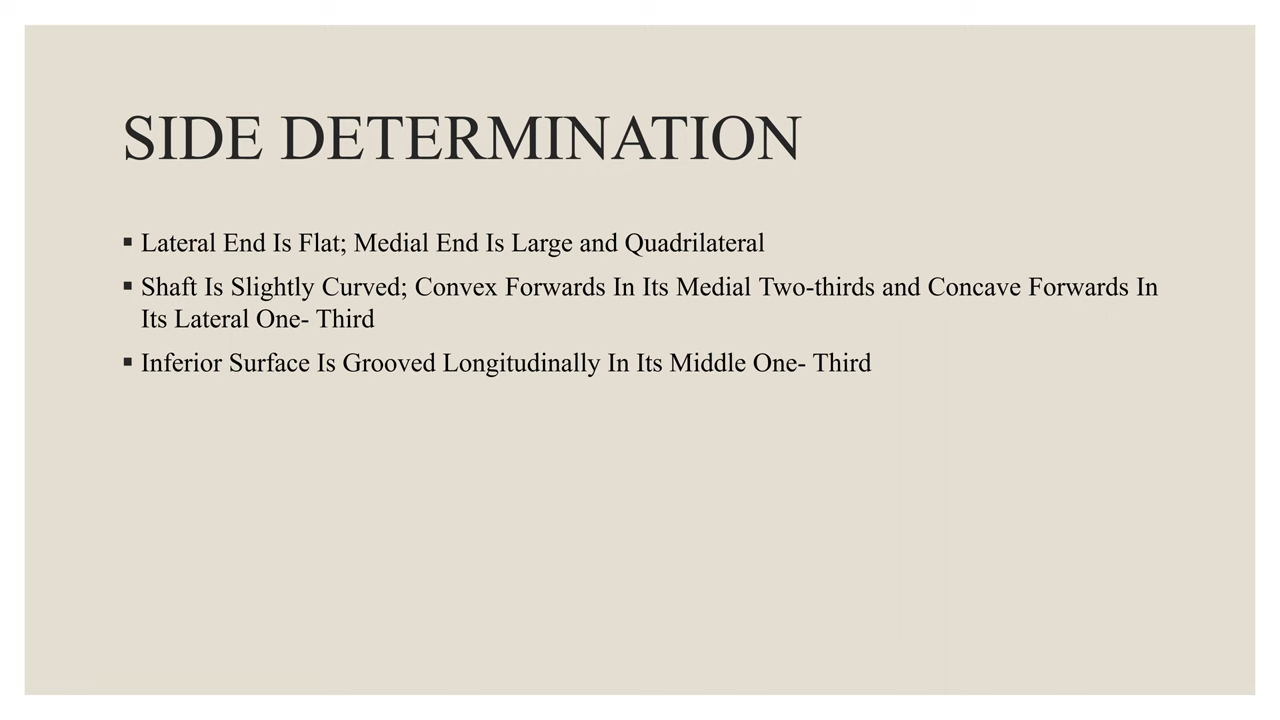 SIDE DETERMINATION
▪ Lateral End Is Flat; Medial End Is Large and Quadrilateral
▪ Shaft Is Slightly Curved; Convex Forwards In Its Medial Two-thirds and Concave Forwards In
Its Lateral One- Third
▪ Inferior Surface Is Grooved Longitudinally In Its Middle One- Third